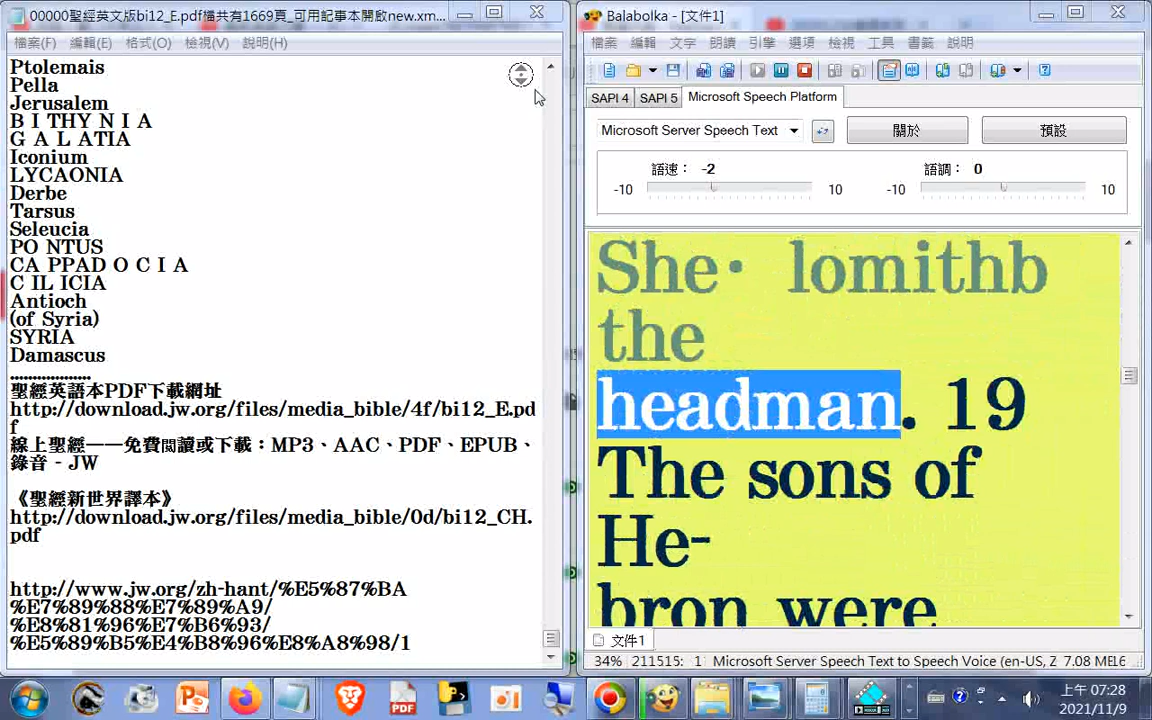 00000聖經英文版bi12_E.pdf檔共有1669頁_可用記事本開啟new.xm...
檔案(F) 編輯(E) 格式(O) 檢視(V) 說明(H)
Ptolemais
Pella
Jerusalem
B I THY N I A
G A L ATIA
Iconium
LYCAONIA
Derbe
Tarsus
Seleucia
PO NTUS
CA PPAD O C I A
C IL ICIA
Antioch
(of Syria)
SYRIA
Damascus
..................
聖經英語本PDF下載網址
http://download.jw.org/files/media_bible/4f/bi12_E.pd
f
線上聖經——免費閱讀或下載：MP3、AAC、PDF、EPUB、
錄音 - JW
《聖經新世界譯本》
http://download.jw.org/files/media_bible/0d/bi12_CH.
pdf
http://www.jw.org/zh-hant/%E5%87%BA
%E7%89%88%E7%89%A9/
%E8%81%96%E7%B6%93/
%E5%89%B5%E4%B8%96%E8%A8%98/1
Balabolka - [文件1]
檔案 編輯 文字 朗讀 引擎 選項 檢視 工具 書籤 說明
SAPI 4 SAPI 5 Microsoft Speech Platform
Microsoft Server Speech Text 關於 預設
語速： -2 語調： 0
-10 10 -10 10
She· lomithb
the
headman. 19
The sons of
He-
bron were
文件1
34% 211515: 1 Microsoft Server Speech Text to Speech Voice (en-US, Z 7.08 МЕL6
PDF
上午 07:28
2021/11/9